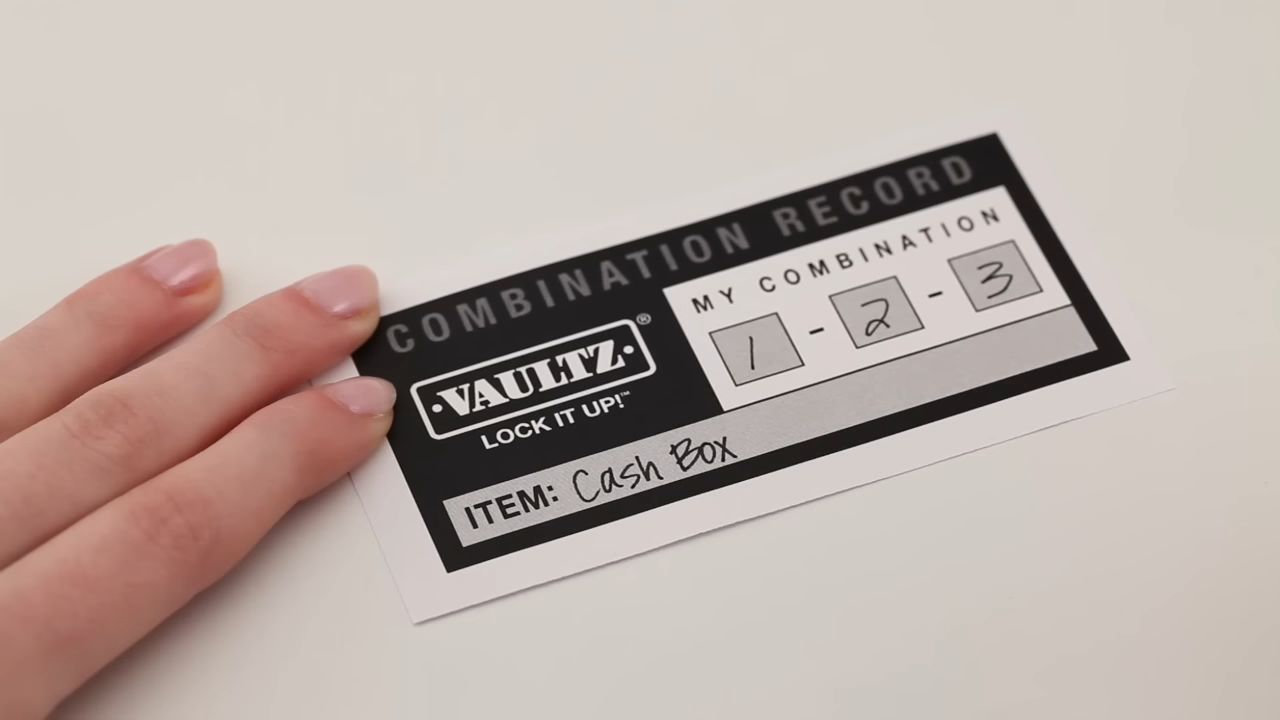 COMBINATION RECORD
·VAULTZ·®
LOCK IT UP!™
MY COMBINATION
1 - 2 - 3
ITEM: Cash Box